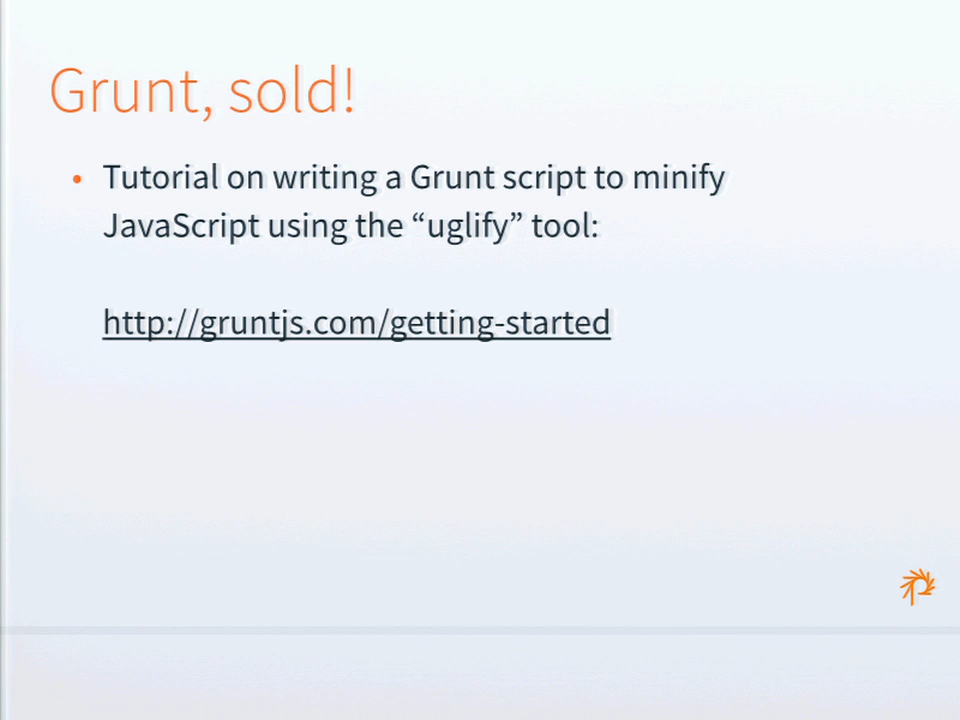 Grunt, sold!
• Tutorial on writing a Grunt script to minify
JavaScript using the “uglify” tool:
http://gruntjs.com/getting-started